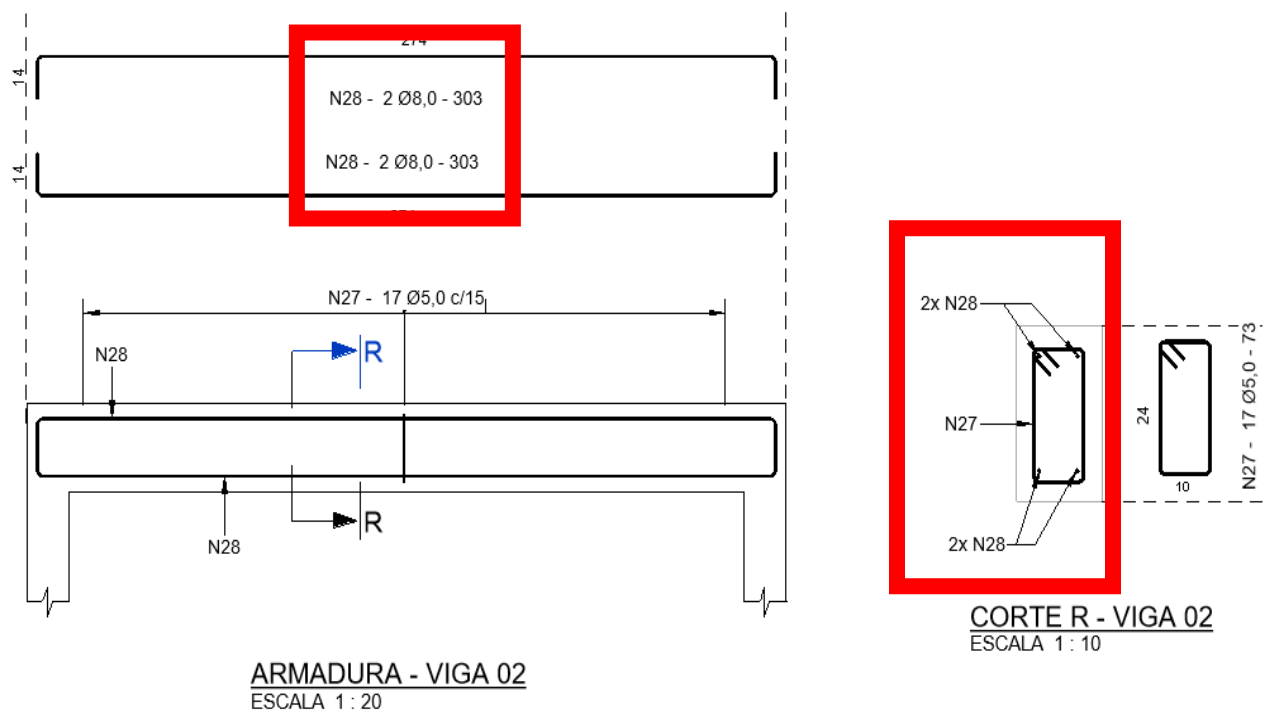 274
14
N28 - 2 Ø8,0 - 303
14
N28 - 2 Ø8,0 - 303
N27 - 17 Ø5,0 c/15
R
N28
R
N28
2x N28
N27
2x N28
24
10
N27 - 17 Ø5,0 - 73
CORTE R - VIGA 02
ESCALA 1 : 10
ARMADURA - VIGA 02
ESCALA 1 : 20